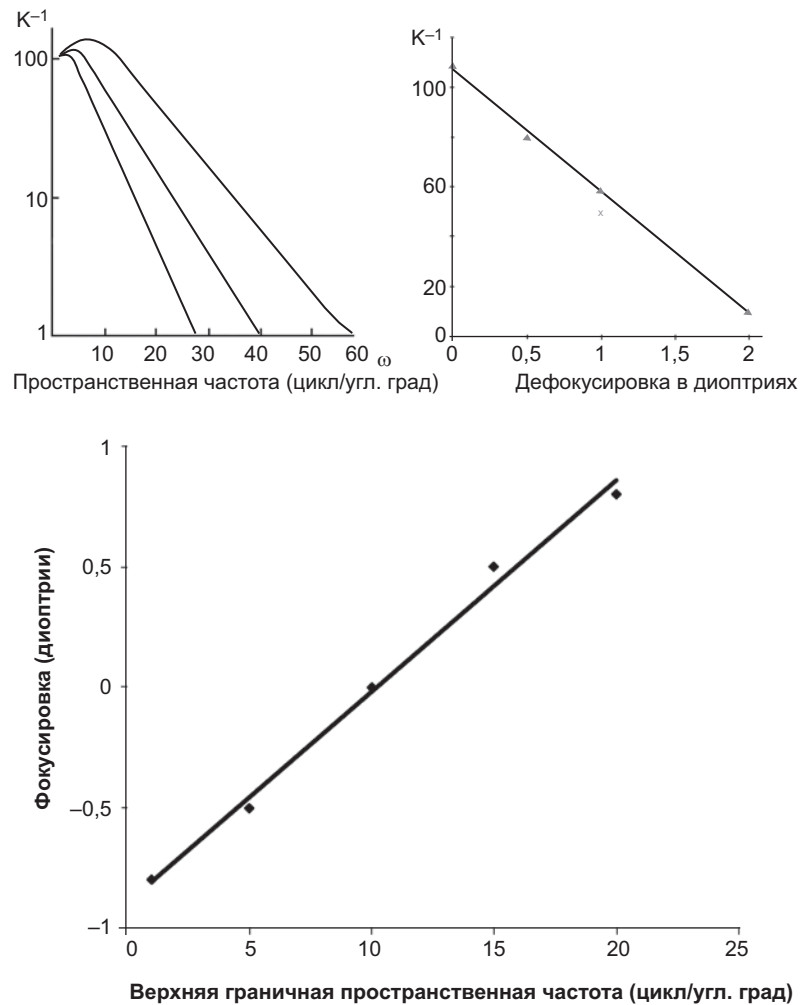 K⁻¹
100
10
1
10 20 30 40 50 60 ω
Пространственная частота (цикл/угл. град)
K⁻¹
100
60
x
20
0
0 0,5 1 1,5 2
Дефокусировка в диоптриях
1
0,5
0
–0,5
–1
Фокусировка (диоптрии)
0 5 10 15 20 25
Верхняя граничная пространственная частота (цикл/угл. град)